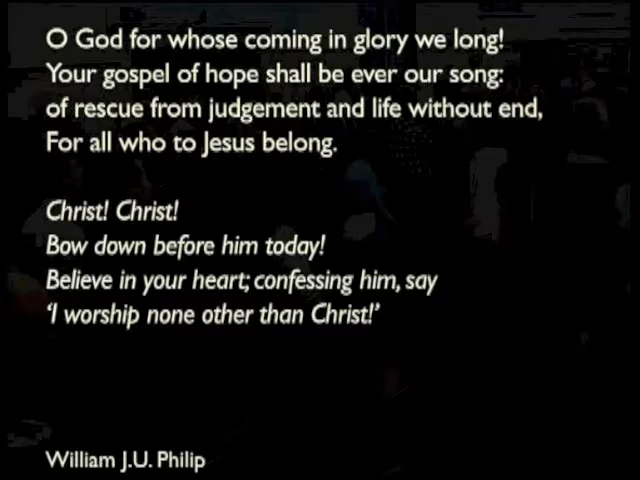 O God for whose coming in glory we long!
Your gospel of hope shall be ever our song:
of rescue from judgement and life without end,
For all who to Jesus belong.
Christ! Christ!
Bow down before him today!
Believe in your heart; confessing him, say
‘I worship none other than Christ!’
William J.U. Philip